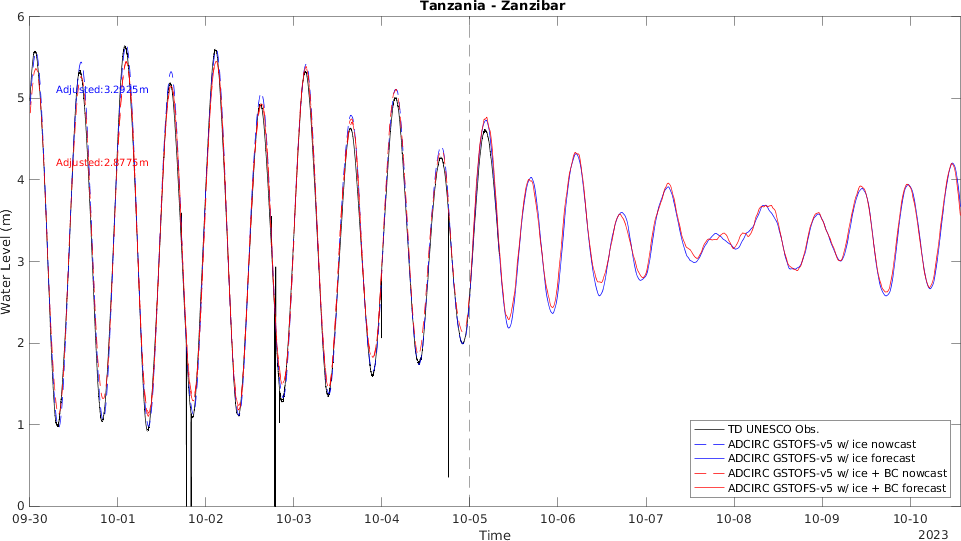 Tanzania - Zanzibar
6
5
4
3
2
1
0
Water Level (m)
Adjusted:3.2925m
Adjusted:2.8775m
TD UNESCO Obs.
ADCIRC GSTOFS-v5 w/ ice nowcast
ADCIRC GSTOFS-v5 w/ ice forecast
ADCIRC GSTOFS-v5 w/ ice + BC nowcast
ADCIRC GSTOFS-v5 w/ ice + BC forecast
09-30 10-01 10-02 10-03 10-04 10-05 10-06 10-07 10-08 10-09 10-10
Time
2023